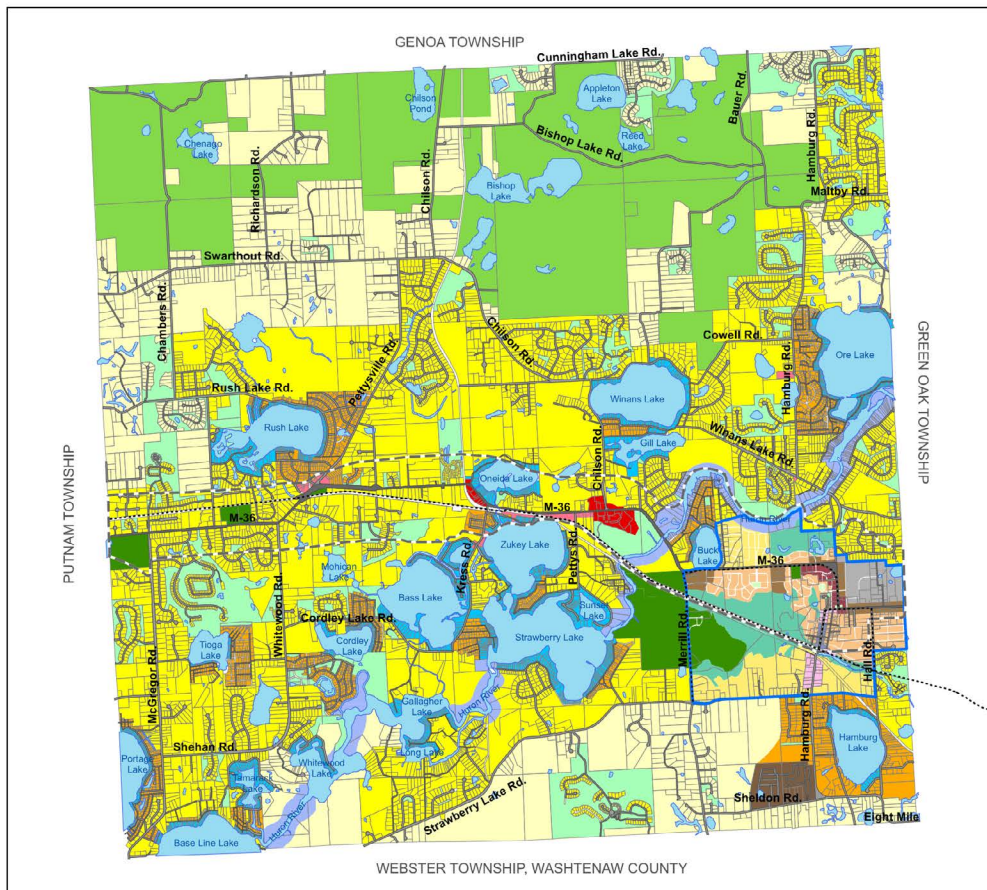 GENOA TOWNSHIP
Cunningham Lake Rd.
Appleton
Lake
Bauer Rd.
Chilson
Pond
Hamburg Rd.
Chenago
Lake
Richardson Rd.
Chilson Rd.
Bishop Lake Rd.
Reed
Lake
Bishop
Lake
Maltby Rd.
Swarthout Rd.
Chambers Rd.
Chilson Rd.
Cowell Rd.
Pettysville Rd.
Hamburg Rd.
Ore Lake
GREEN OAK TOWNSHIP
Rush Lake Rd.
Winans Lake
Rush Lake
Gill Lake
Winans Lake Rd.
Chilson Rd.
PUTNAM TOWNSHIP
Oneida Lake
M-36
M-36
Zukey Lake
Pettys Rd.
Buck
Lake
M-36
Kress Rd.
Mohican
Lake
Bass Lake
Whitewood Rd.
Cordley Lake Rd.
Sunset
Lake
Cordley
Lake
Strawberry Lake
Tioga
Lake
Merrill Rd
Hall Rd.
McGregor Rd.
Gallagher
Lake
Huron River
Hamburg Rd.
Shehan Rd.
Long Lake
Hamburg
Lake
Portage
Lake
Whitewood
Lake
Tamarack
Lake
Huron River
Strawberry Lake Rd.
Sheldon Rd.
Eight Mile
Base Line Lake
WEBSTER TOWNSHIP, WASHTENAW COUNTY